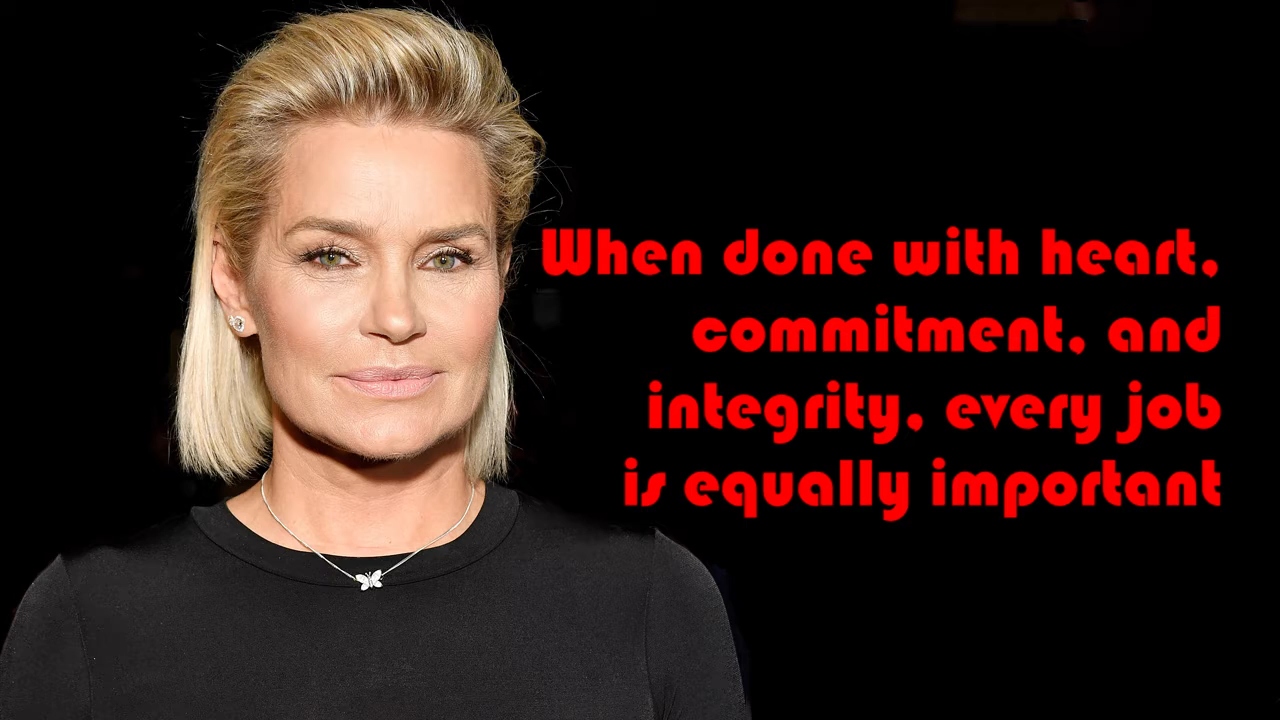 When done with heart,
commitment, and
integrity, every job
is equally important